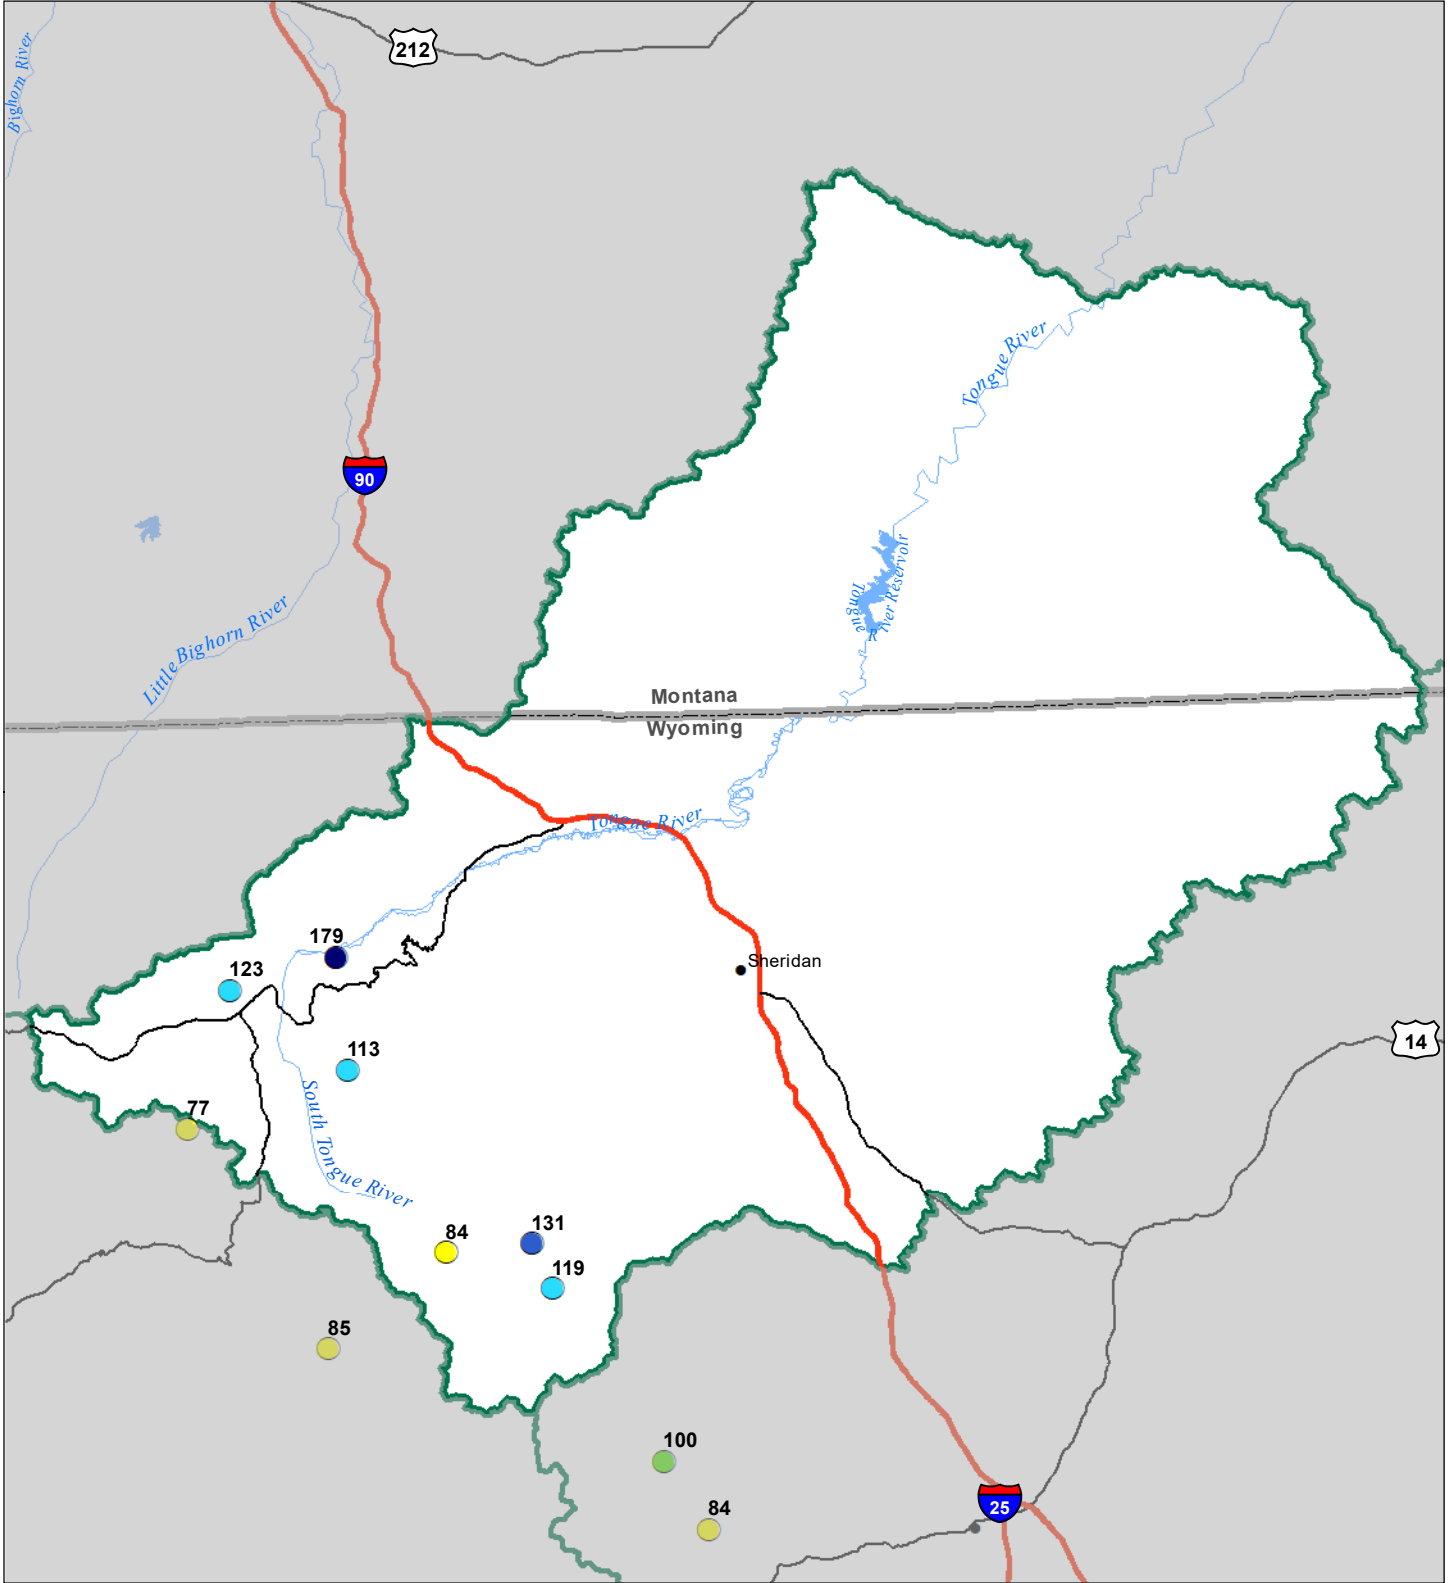 212
Bighorn River
Tongue River
90
Tongue
River Reservoir
Little Bighorn River
Montana
Wyoming
Tongue River
179
Sheridan
123
14
113
77
South Tongue River
84
131
119
85
100
84
25